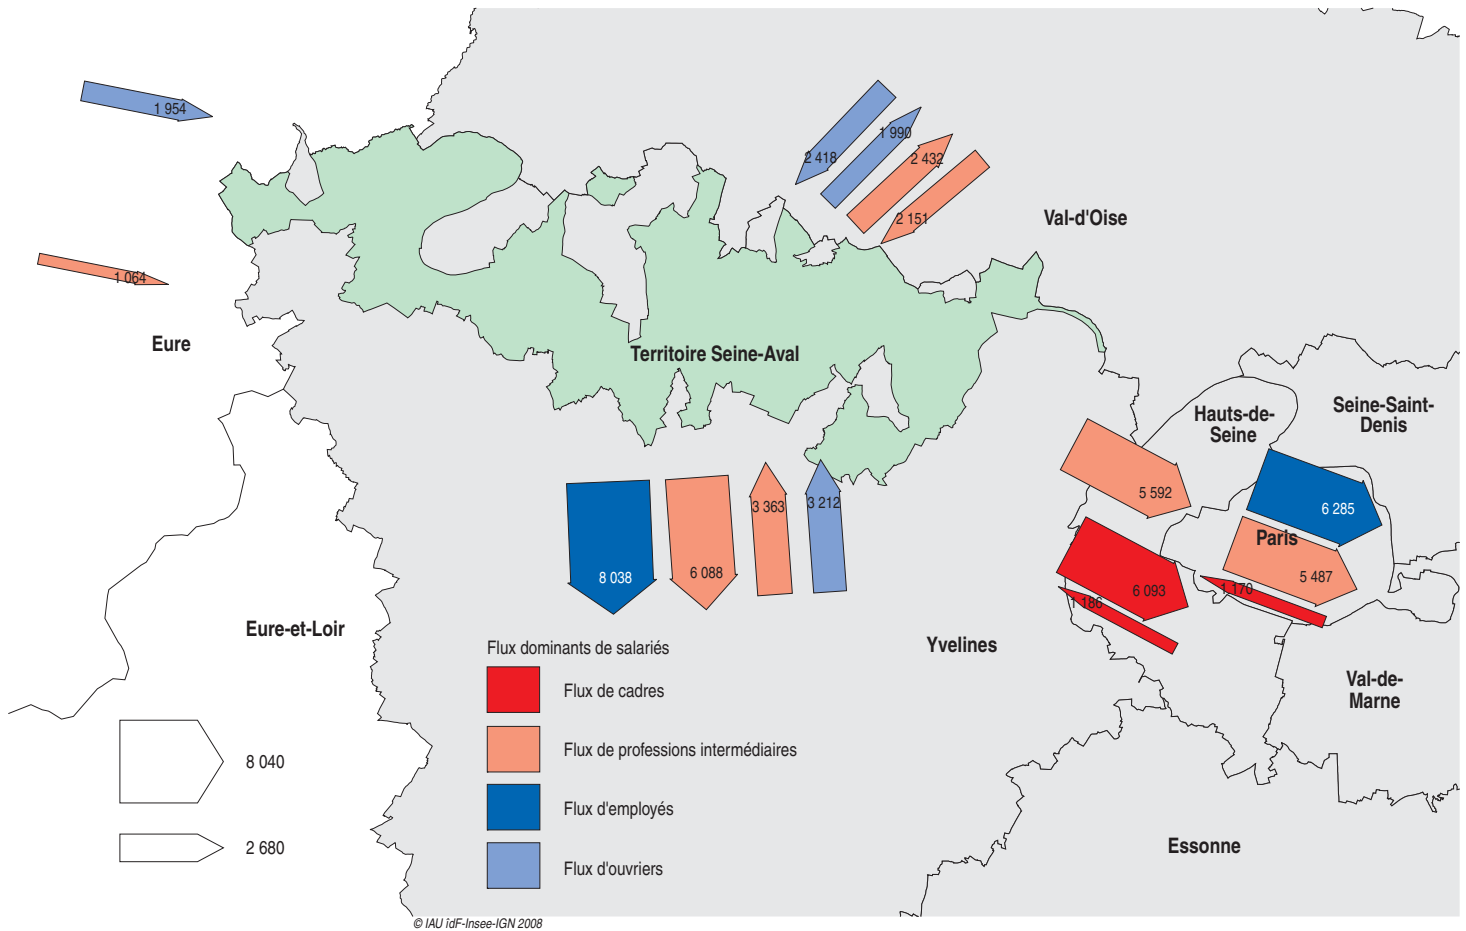 1 954
1 990
2 418
2 432
2 151
Val-d'Oise
1 064
Eure
Territoire Seine-Aval
Hauts-de-
Seine
Seine-Saint-
Denis
5 592
3 363
3 212
6 285
Paris
8 038
6 088
5 487
6 093
1 186
1 170
Eure-et-Loir
Yvelines
Val-de-
Marne
Flux dominants de salariés
Flux de cadres
Flux de professions intermédiaires
Flux d'employés
Flux d'ouvriers
8 040
2 680
Essonne
© IAU îdF-Insee-IGN 2008